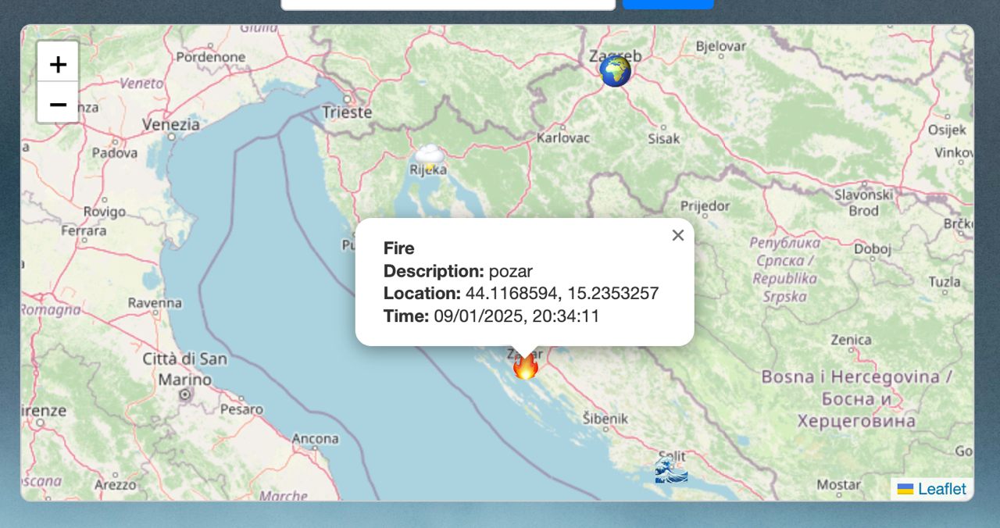 +
−
Giulia
Pordenone
Zagreb
Bjelovar
Veneto
nza
Trieste
Venezia
Karlovac
Sisak
Osijek
a
Padova
Vinkov
Rijeka
Slavonski
Brod
Rovigo
Prijedor
Ferrara
Brčko
Република
Српска /
Republika
Srpska
Pu
Doboj
Fire
×
Description: pozar
Location: 44.1168594, 15.2353257
Time: 09/01/2025, 20:34:11
Tuzla
Ravenna
Romagna
Zenica
Zadar
Città di San
Marino
Bosna i Hercegovina /
Босна и
Херцеговина
irenze
Pesaro
Šibenik
Ancona
Go
Split
oscana
Arezzo
Marche
Mostar
Leaflet